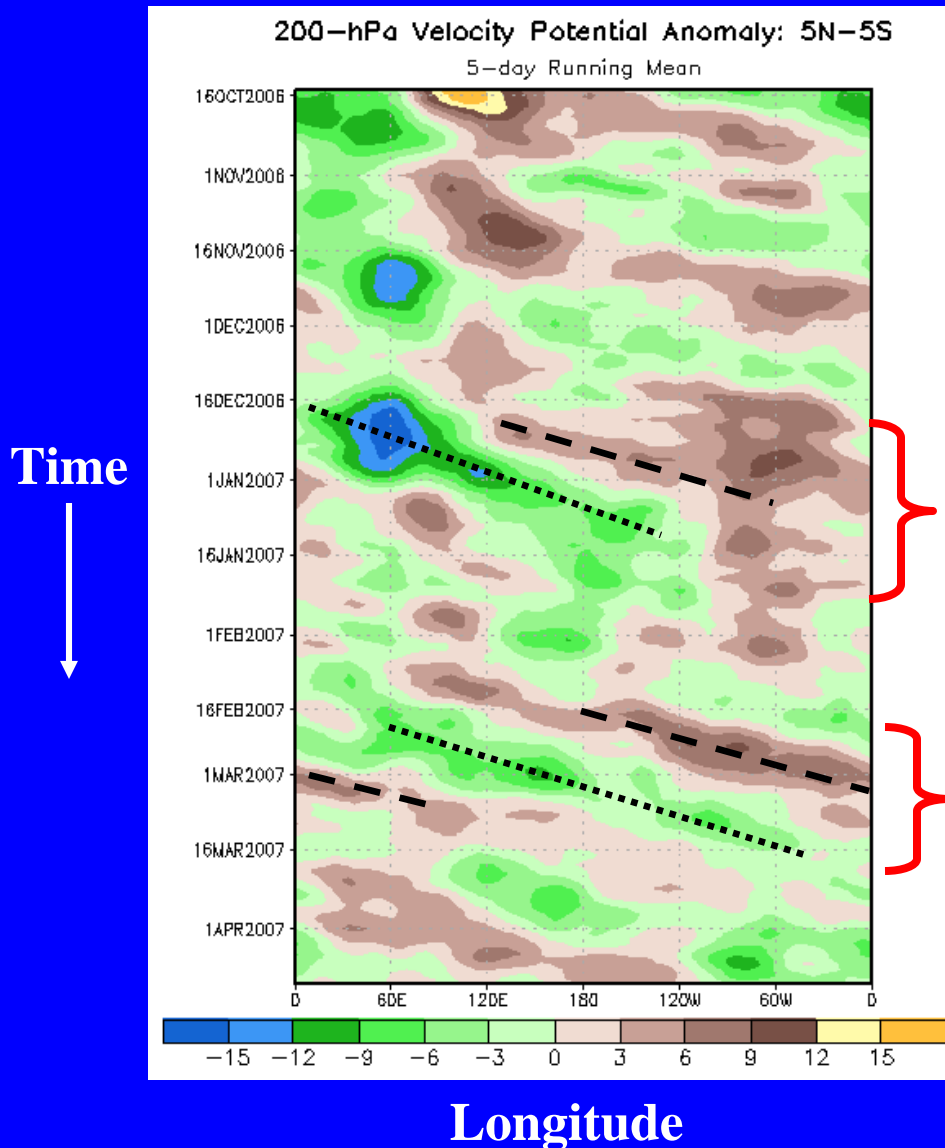 200-hPa Velocity Potential Anomaly: 5N-5S
5-day Running Mean
16OCT2006
1NOV2006
16NOV2006
1DEC2006
16DEC2006
Time
1JAN2007
16JAN2007
1FEB2007
16FEB2007
1MAR2007
16MAR2007
1APR2007
0 60E 120E 180 120W 60W 0
-15 -12 -9 -6 -3 0 3 6 9 12 15
Longitude